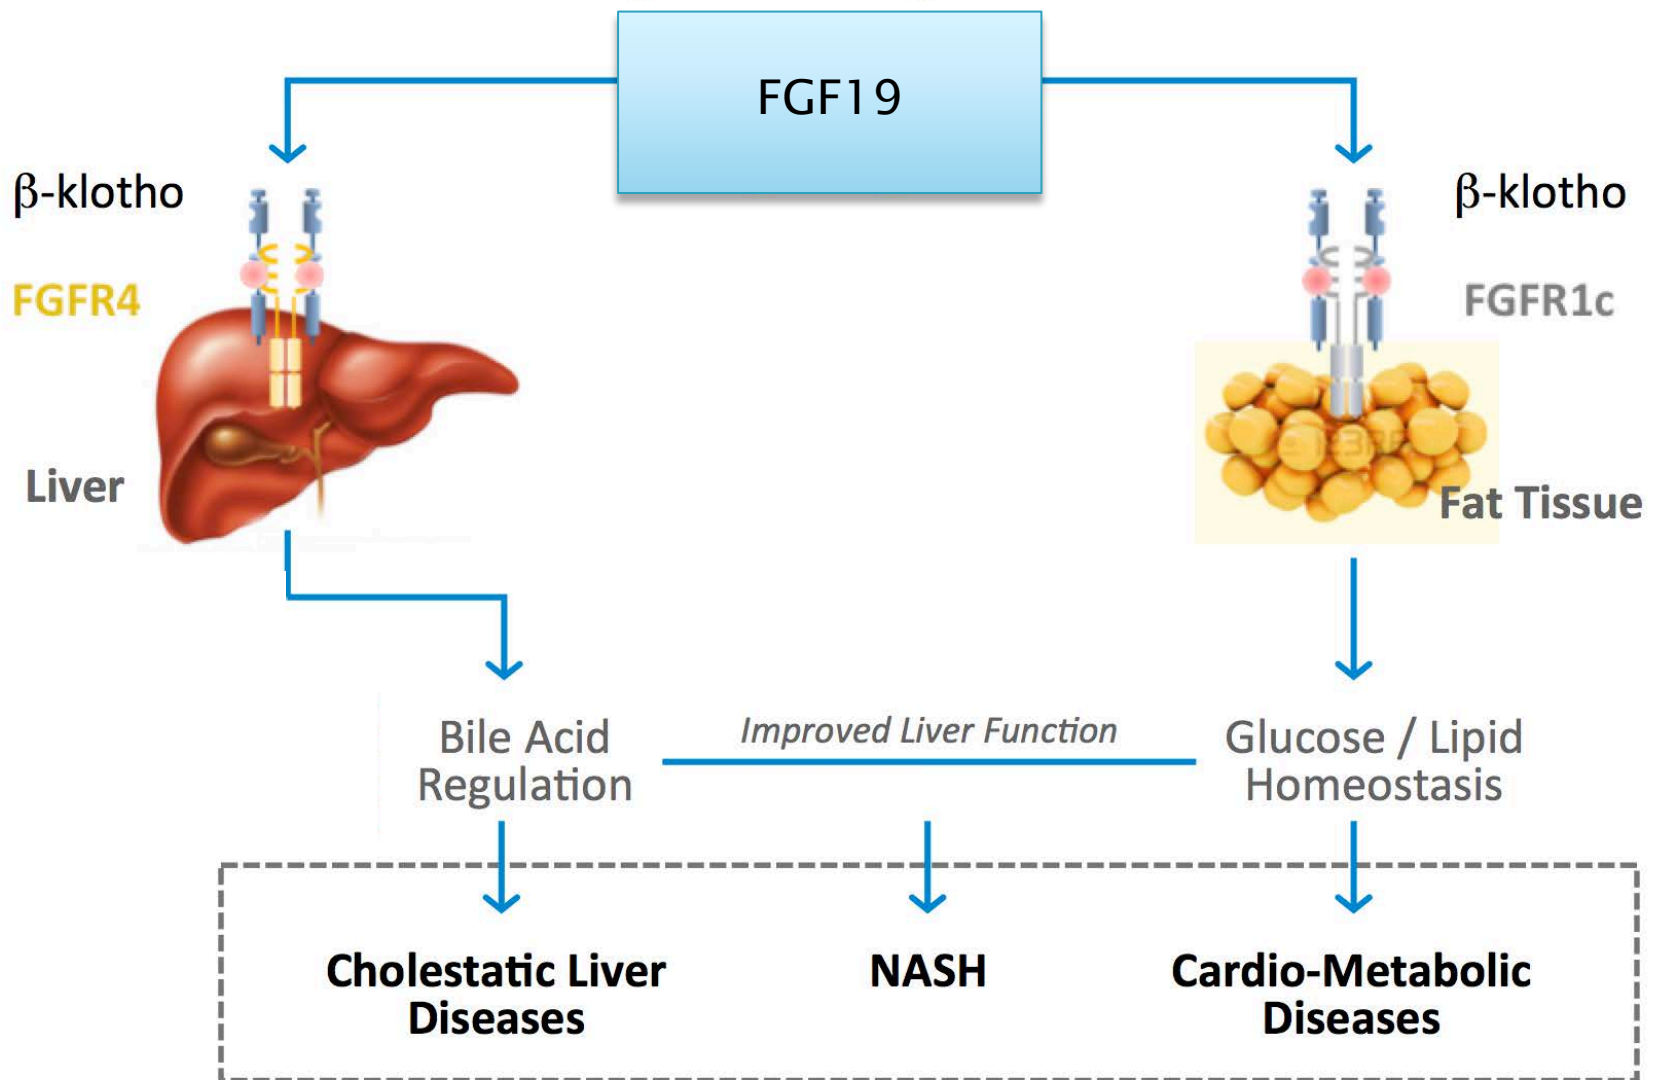 FGF19
β-klotho
FGFR4
Liver
β-klotho
FGFR1c
Fat Tissue
Bile Acid
Regulation
Improved Liver Function
Glucose / Lipid
Homeostasis
Cholestatic Liver
Diseases
NASH
Cardio-Metabolic
Diseases